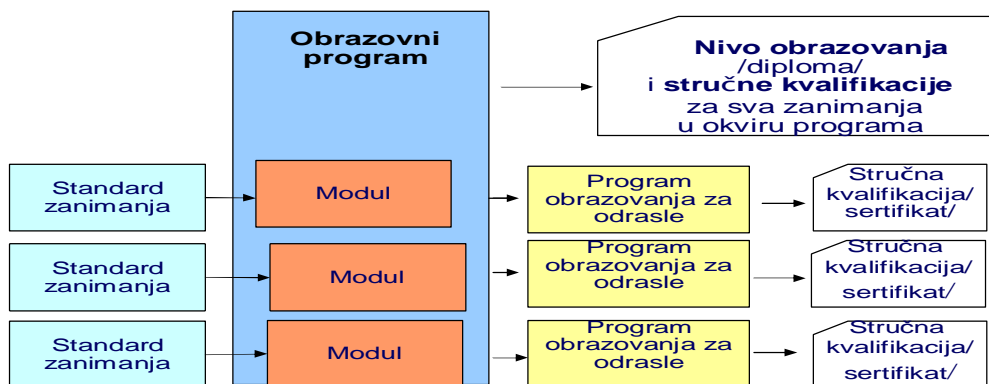 Obrazovni
program
Nivo obrazovanja
/diploma/
i stručne kvalifikacije
za sva zanimanja
u okviru programa
Standard
zanimanja
Modul
Program
obrazovanja za
odrasle
Stručna
kvalifikacija/
sertifikat/
Standard
zanimanja
Modul
Program
obrazovanja za
odrasle
Stručna
kvalifikacija/
sertifikat/
Standard
zanimanja
Modul
Program
obrazovanja za
odrasle
Stručna
kvalifikacija/
sertifikat/